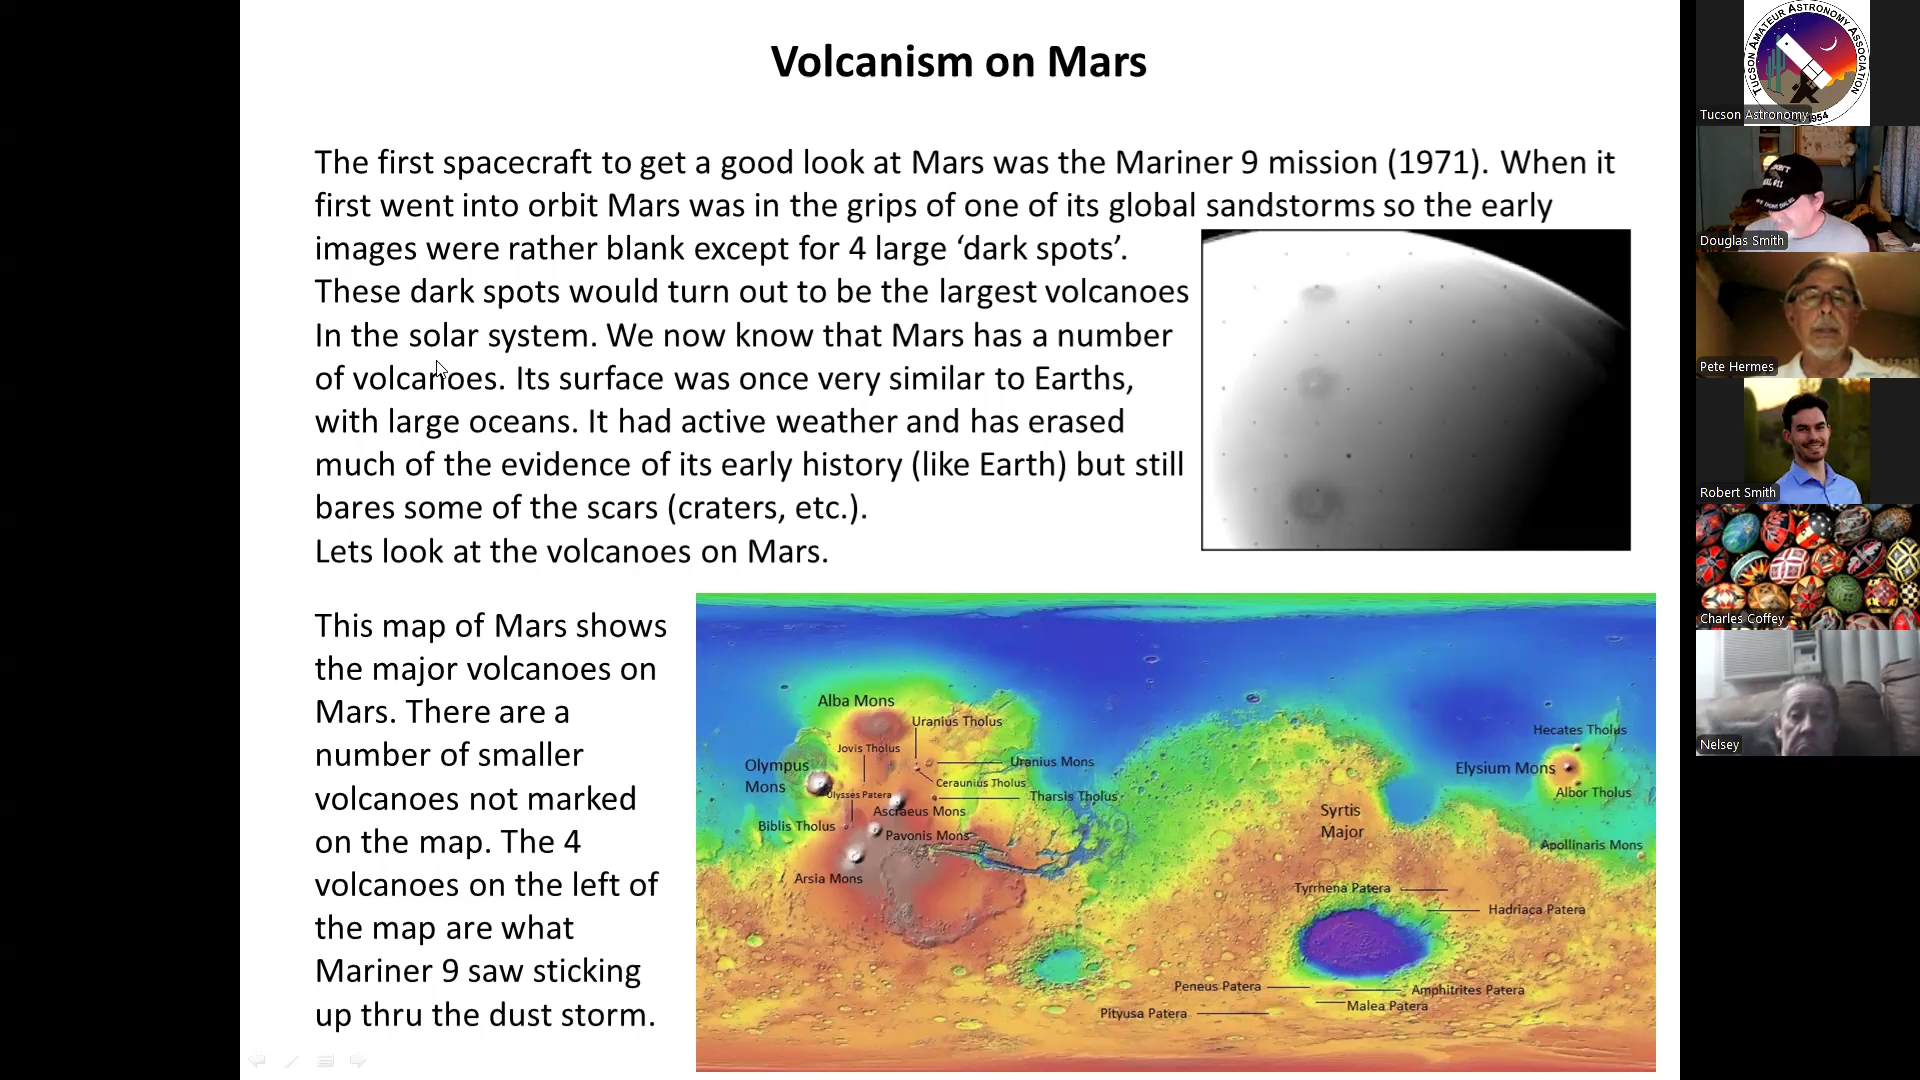 Volcanism on Mars
The first spacecraft to get a good look at Mars was the Mariner 9 mission (1971). When it
first went into orbit Mars was in the grips of one of its global sandstorms so the early
images were rather blank except for 4 large ‘dark spots’.
These dark spots would turn out to be the largest volcanoes
In the solar system. We now know that Mars has a number
of volcanoes. Its surface was once very similar to Earths,
with large oceans. It had active weather and has erased
much of the evidence of its early history (like Earth) but still
bares some of the scars (craters, etc.).
Lets look at the volcanoes on Mars.
This map of Mars shows
the major volcanoes on
Mars. There are a
number of smaller
volcanoes not marked
on the map. The 4
volcanoes on the left of
the map are what
Mariner 9 saw sticking
up thru the dust storm.
Alba Mons
Uranius Tholus
Jovis Tholus
Olympus
Mons
Uranius Mons
Ceraunius Tholus
Ulysses Patera
Tharsis Tholus
Ascraeus Mons
Biblis Tholus
Pavonis Mons
Arsia Mons
Syrtis
Major
Hecates Tholus
Elysium Mons
Albor Tholus
Apollinaris Mons
Tyrrhena Patera
Hadriaca Patera
Peneus Patera
Amphitrites Patera
Malea Patera
Pityusa Patera
TUCSON AMATEUR ASTRONOMY ASSOCIATION
1954
Tucson Astronomy
Douglas Smith
Pete Hermes
Robert Smith
Charles Coffey
Nelsey